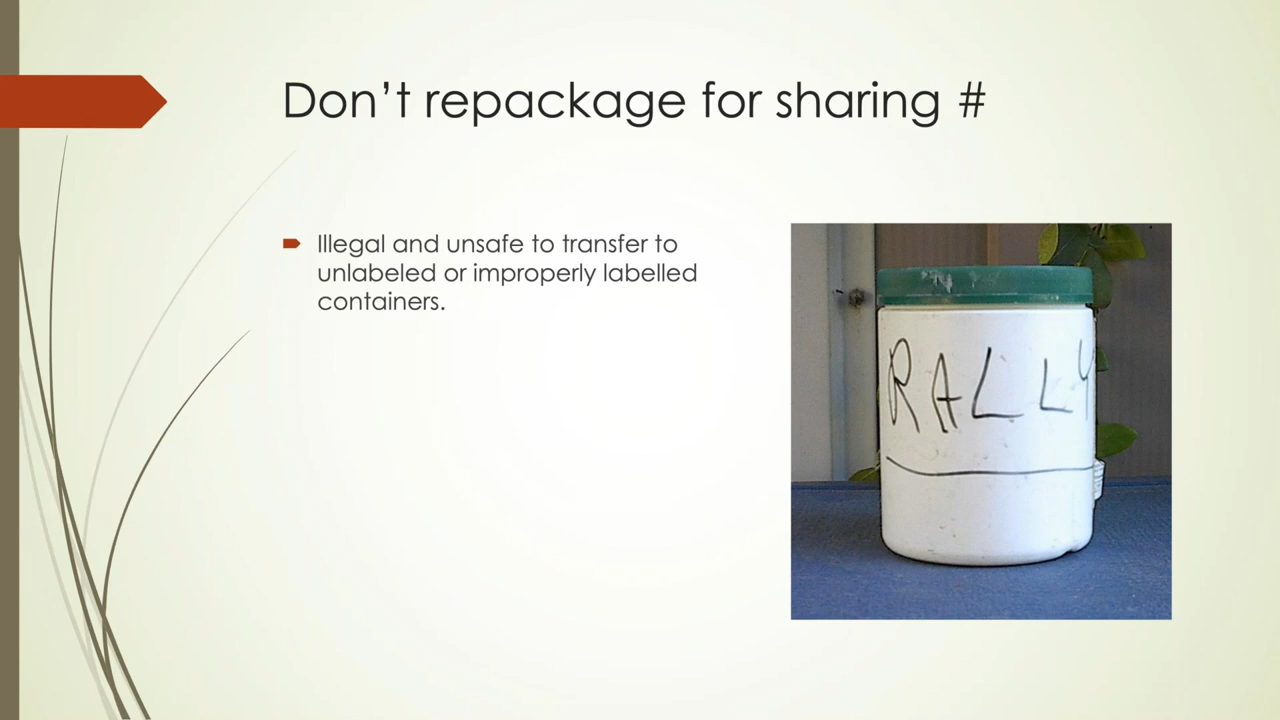 Don’t repackage for sharing #
Illegal and unsafe to transfer to
unlabeled or improperly labelled
containers.
RALLY